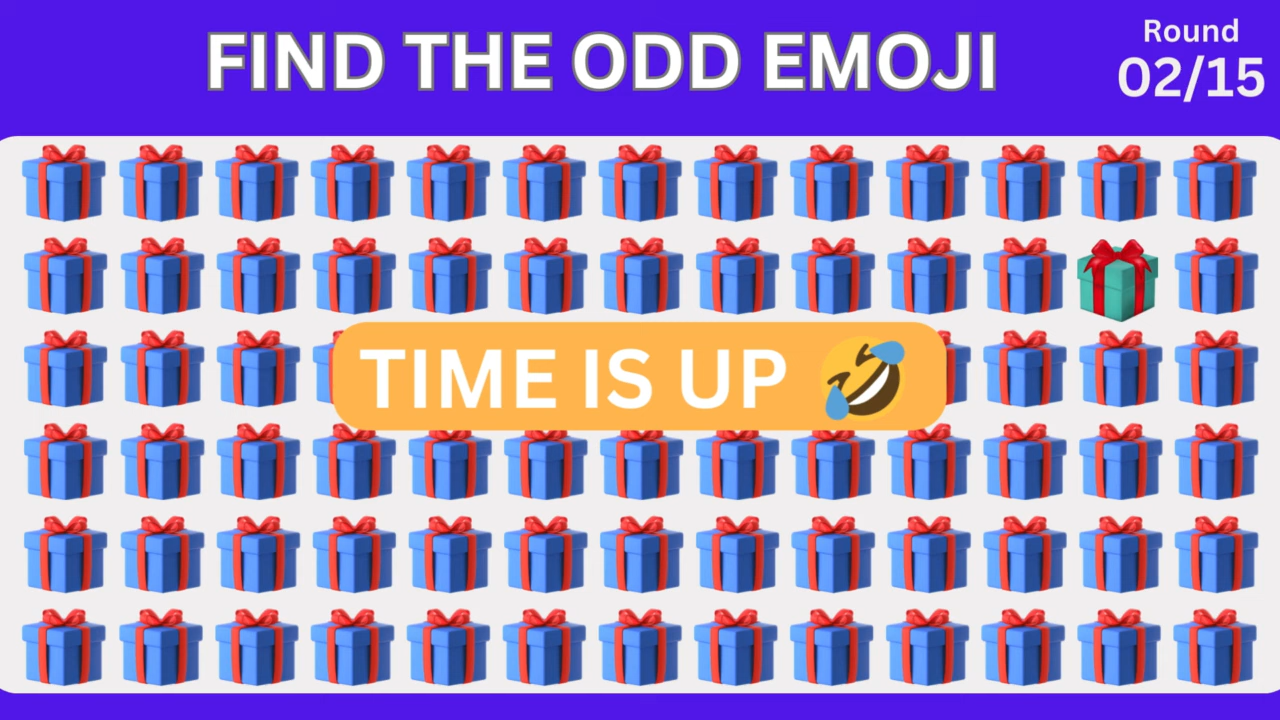 FIND THE ODD EMOJI
Round
02/15
TIME IS UP 🤣